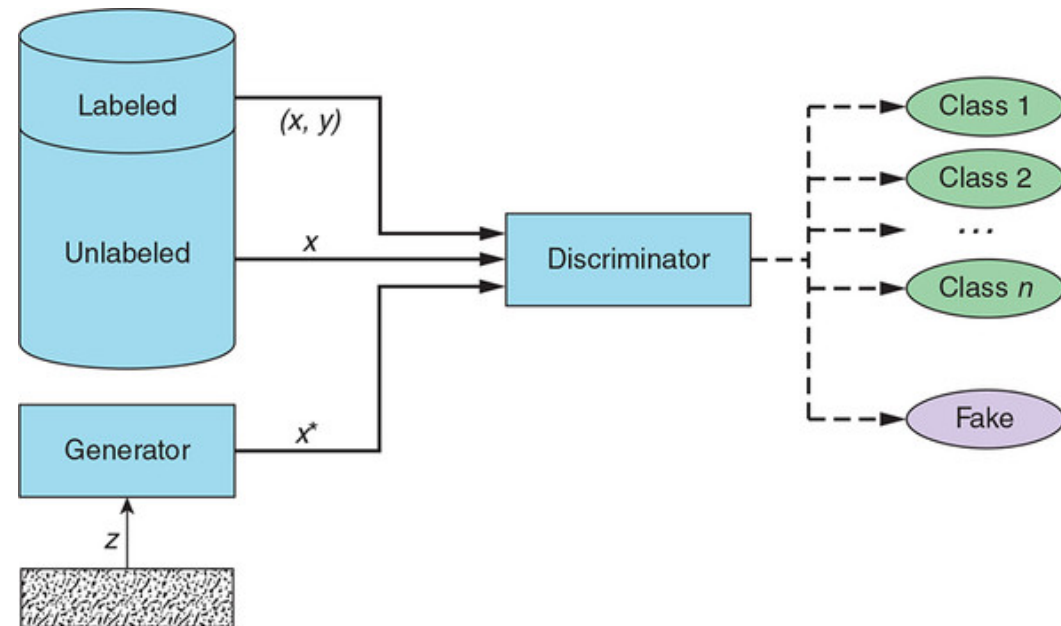 Labeled
(x, y)
Unlabeled
x
Generator
x*
z
Discriminator
Class 1
Class 2
...
Class n
Fake